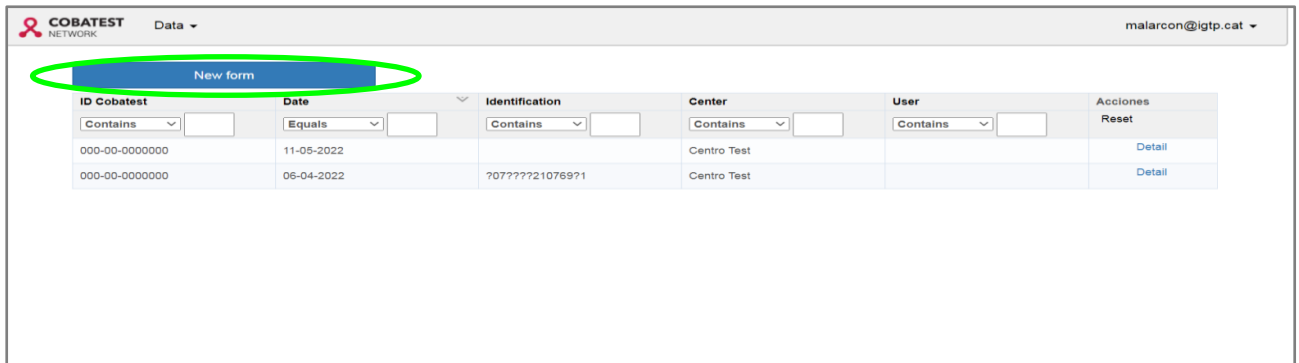 COBATEST
NETWORK
Data
malarcon@igtp.cat
New form
ID Cobatest Date Identification Center User Acciones
Contains Equals Contains Contains Contains Reset
000-00-0000000 11-05-2022 Centro Test Detail
000-00-0000000 06-04-2022 ?07????210769?1 Centro Test Detail